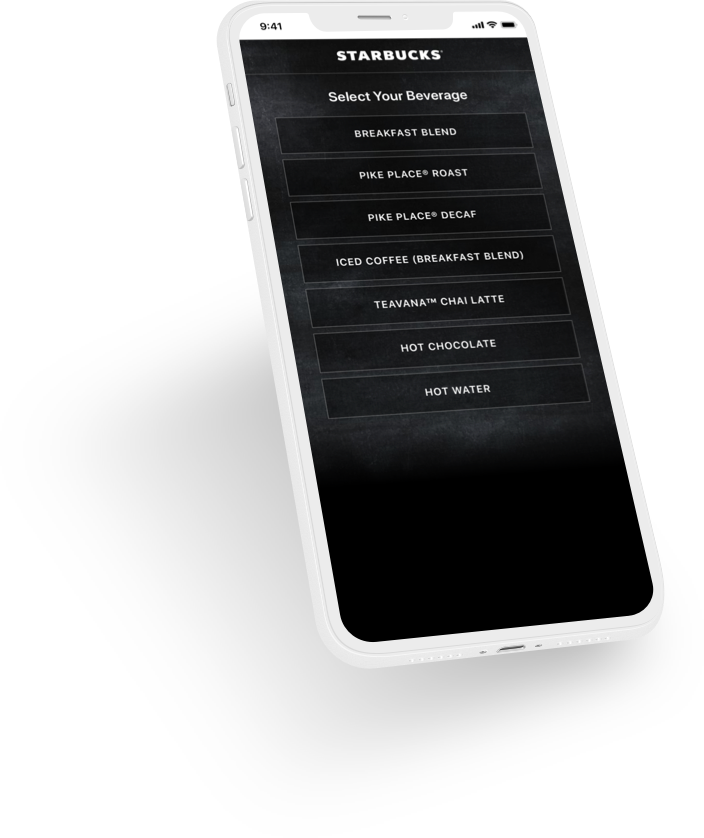 9:41
STARBUCKS®
Select Your Beverage
BREAKFAST BLEND
PIKE PLACE® ROAST
PIKE PLACE® DECAF
ICED COFFEE (BREAKFAST BLEND)
TEAVANA™ CHAI LATTE
HOT CHOCOLATE
HOT WATER